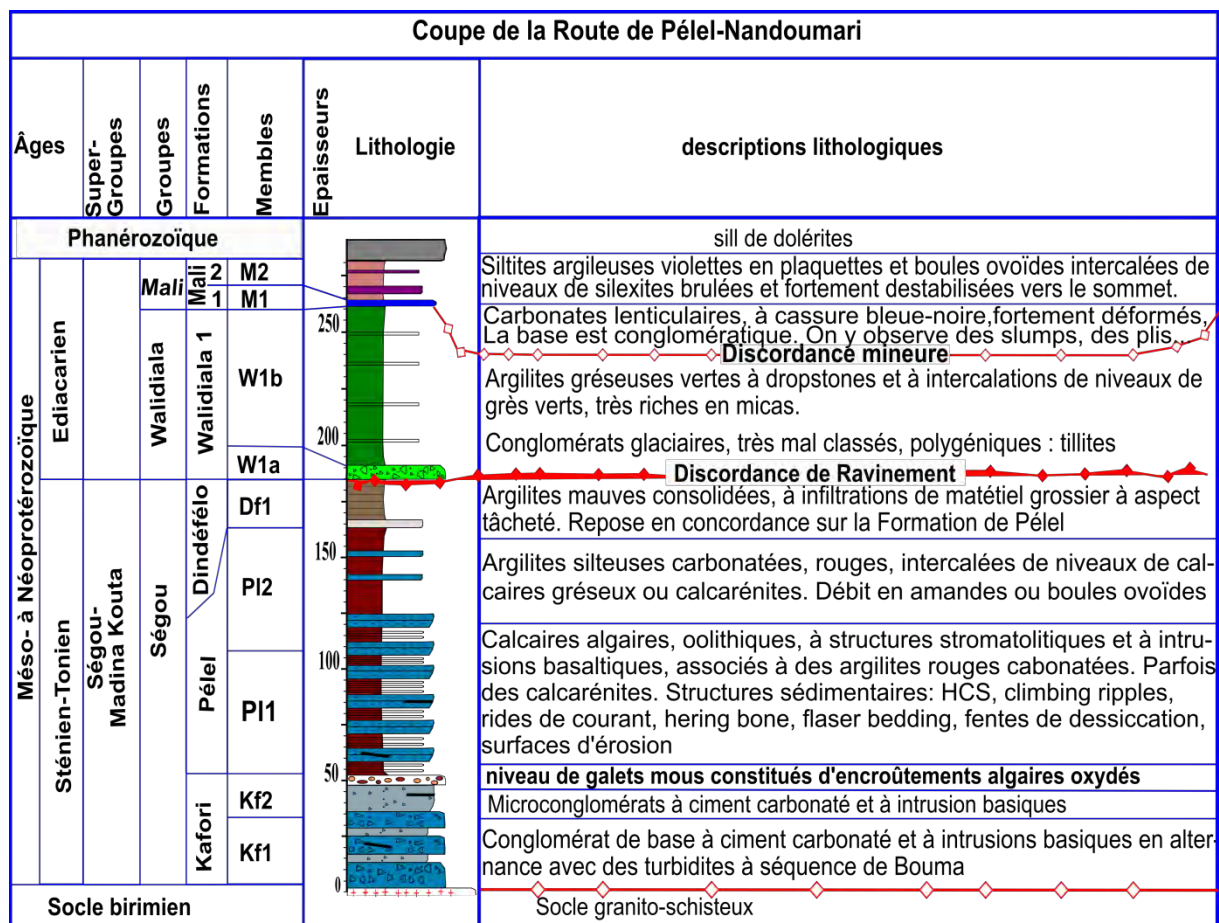 Coupe de la Route de Pélel-Nandoumari
Âges
Super-
Groupes
Groupes
Formations
Membles
Epaisseurs
Lithologie
descriptions lithologiques
Phanérozoïque
sill de dolérites
Méso- à Néoprotérozoïque
Ediacarien
Sténien-Tonien
Ségou-
Madina Kouta
Mali
Walidiala
Ségou
Mali
2
1
Walidiala 1
Dindéfélo
Pélel
Kafori
M2
M1
W1b
W1a
Df1
Pl2
Pl1
Kf2
Kf1
250
200
150
100
50
0
Siltites argileuses violettes en plaquettes et boules ovoïdes intercalées de
niveaux de silexites brulées et fortement destabilisées vers le sommet.
Carbonates lenticulaires, à cassure bleue-noire,fortement déformés,
La base est conglomératique. On y observe des slumps, des plis...
Discordance mineure
Argilites gréseuses vertes à dropstones et à intercalations de niveaux de
grès verts, très riches en micas.
Conglomérats glaciaires, très mal classés, polygéniques : tillites
Discordance de Ravinement
Argilites mauves consolidées, à infiltrations de matétiel grossier à aspect
tâcheté. Repose en concordance sur la Formation de Pélel
Argilites silteuses carbonatées, rouges, intercalées de niveaux de cal-
caires gréseux ou calcarénites. Débit en amandes ou boules ovoïdes
Calcaires algaires, oolithiques, à structures stromatolitiques et à intru-
sions basaltiques, associés à des argilites rouges cabonatées. Parfois
des calcarénites. Structures sédimentaires: HCS, climbing ripples,
rides de courant, hering bone, flaser bedding, fentes de dessiccation,
surfaces d'érosion
niveau de galets mous constitués d'encroûtements algaires oxydés
Microconglomérats à ciment carbonaté et à intrusion basiques
Conglomérat de base à ciment carbonaté et à intrusions basiques en alter-
nance avec des turbidites à séquence de Bouma
Socle birimien
Socle granito-schisteux